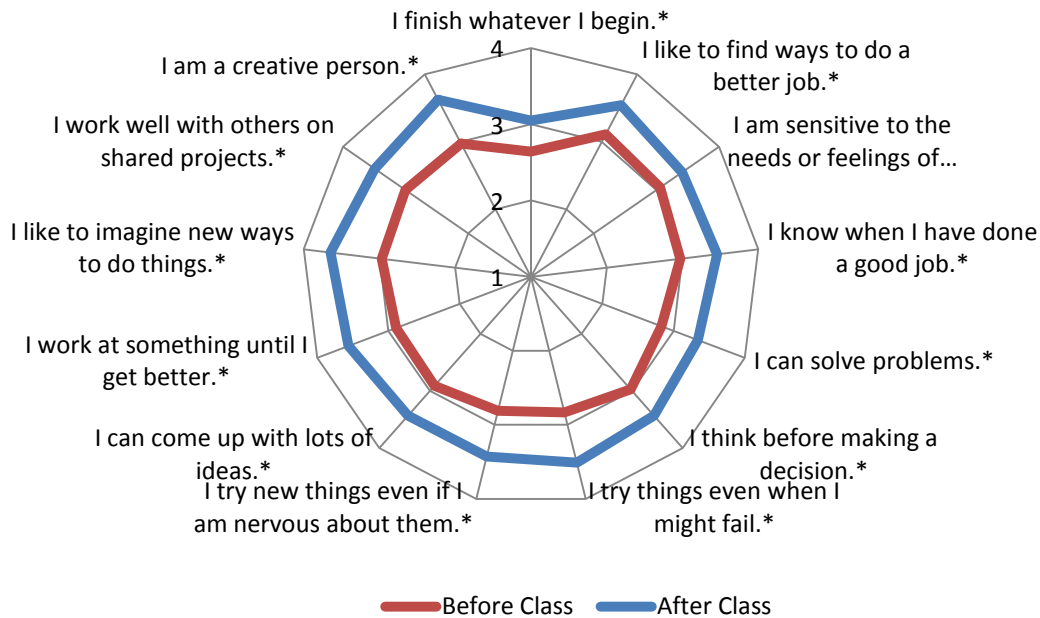 I finish whatever I begin.*
4
I like to find ways to do a
better job.*
I am a creative person.*
3
I work well with others on
shared projects.*
I am sensitive to the
needs or feelings of…
2
I like to imagine new ways
to do things.*
I know when I have done
a good job.*
1
I work at something until I
get better.*
I can solve problems.*
I can come up with lots of
ideas.*
I think before making a
decision.*
I try new things even if I
am nervous about them.*
I try things even when I
might fail.*
Before Class
After Class